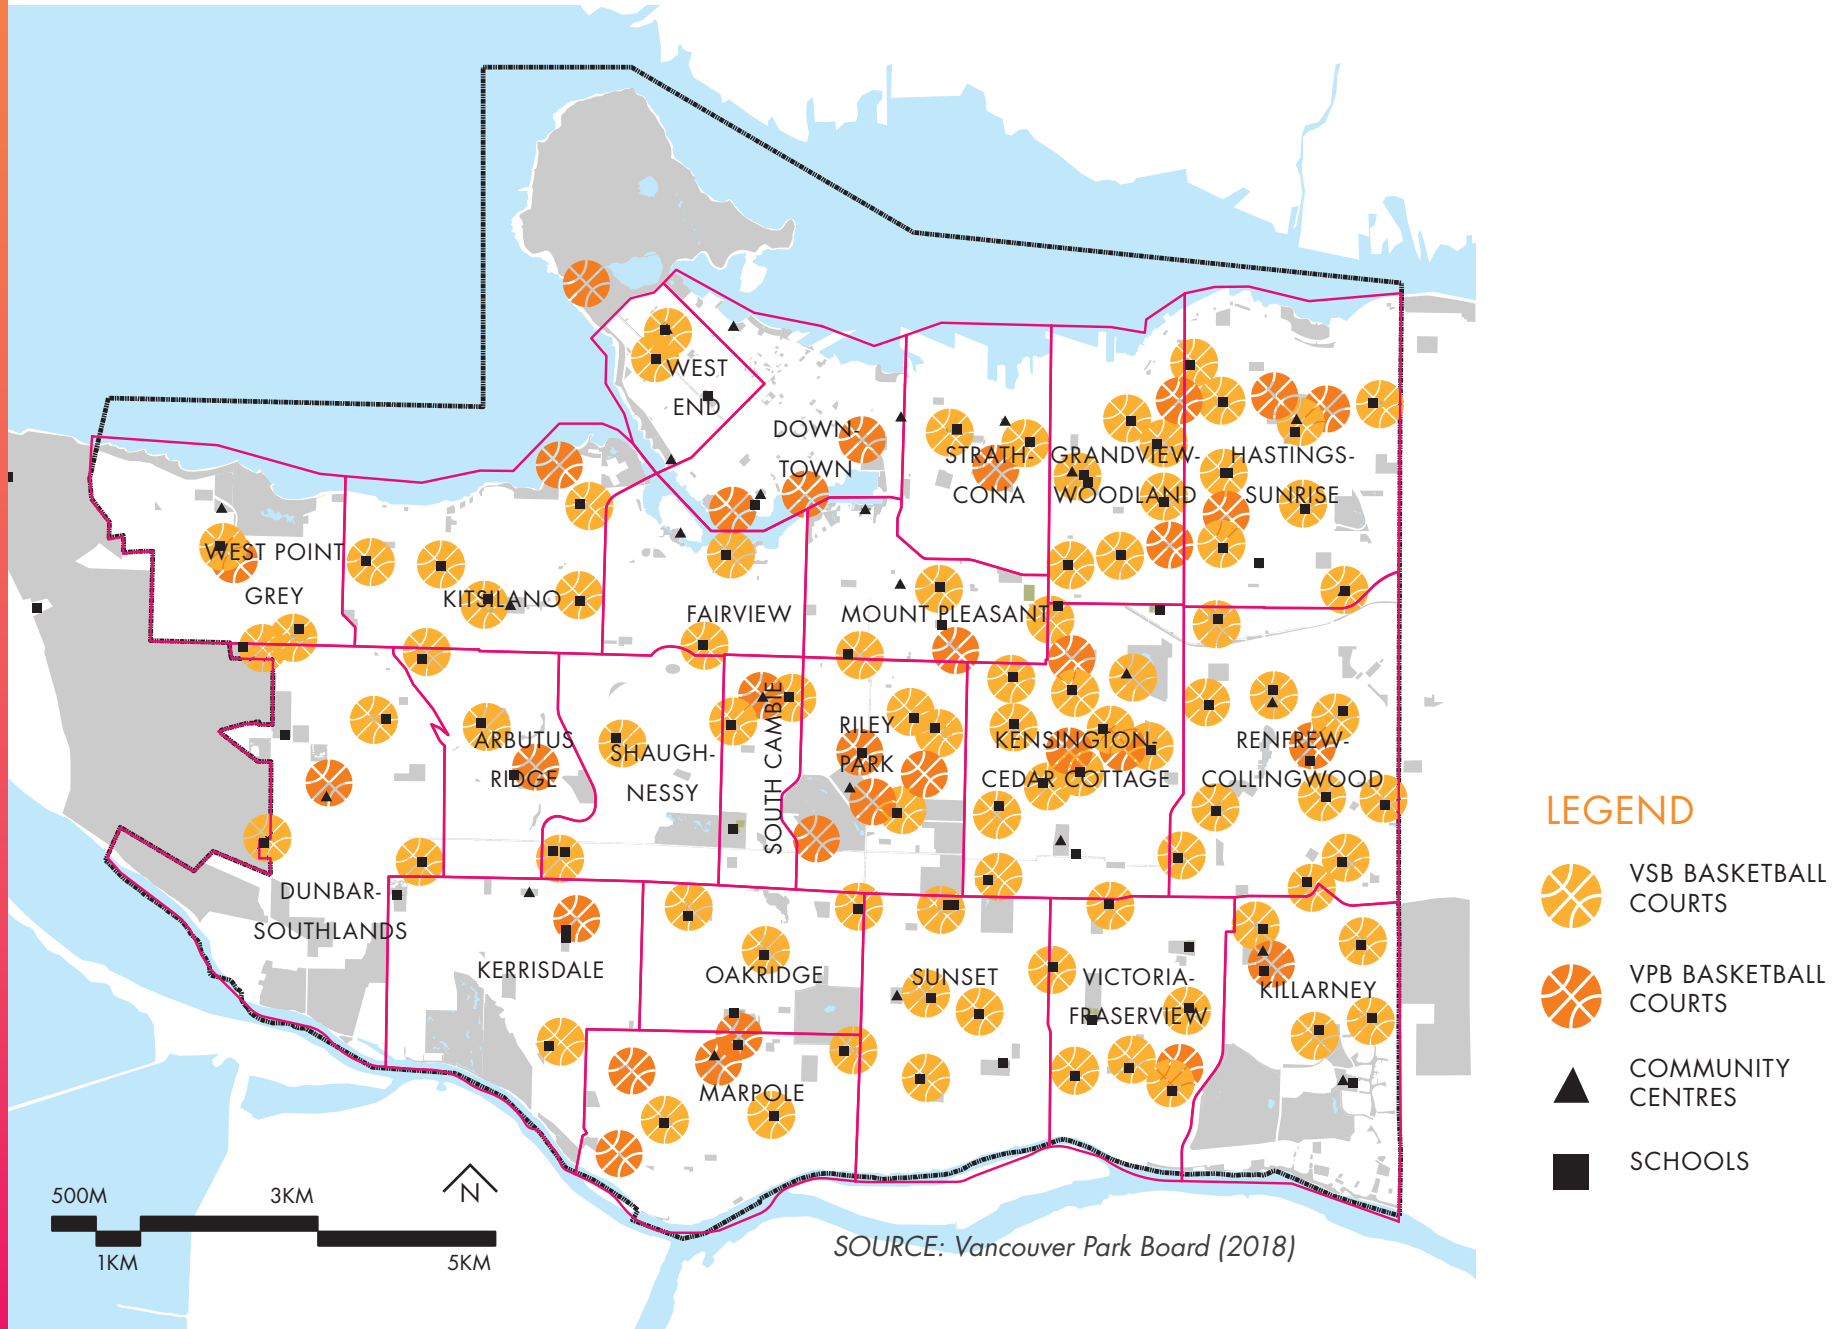 WEST
END
DOWN-
TOWN
STRATH-
CONA
GRANDVIEW-
WOODLAND
HASTINGS-
SUNRISE
WEST POINT
GREY
KITSILANO
FAIRVIEW
MOUNT PLEASANT
ARBUTUS
RIDGE
SHAUGH-
NESSY
SOUTH CAMBIE
RILEY
PARK
KENSINGTON-
CEDAR COTTAGE
RENFREW-
COLLINGWOOD
DUNBAR-
SOUTHLANDS
KERRISDALE
OAKRIDGE
SUNSET
VICTORIA-
FRASERVIEW
KILLARNEY
MARPOLE
LEGEND
VSB BASKETBALL
COURTS
VPB BASKETBALL
COURTS
COMMUNITY
CENTRES
SCHOOLS
500M
3KM
N
1KM
5KM
SOURCE: Vancouver Park Board (2018)